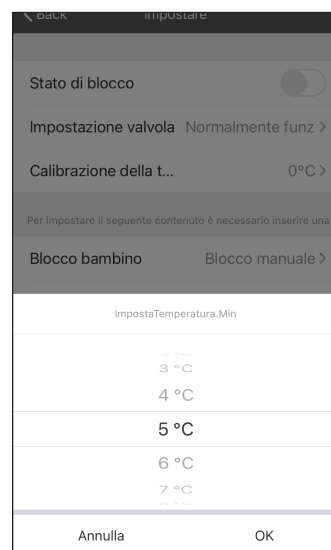 Back Impostare
Stato di blocco
Impostazione valvola Normalmente funz >
Calibrazione della t... 0°C >
Per impostare il seguente contenuto è necessario inserire una
Blocco bambino Blocco manuale >
ImpostaTemperatura.Min
3 °C
4 °C
5 °C
6 °C
7 °C
Annulla OK